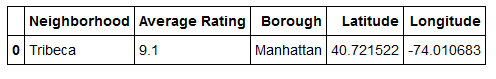 Neighborhood Average Rating Borough Latitude Longitude
0 Tribeca 9.1 Manhattan 40.721522 -74.010683